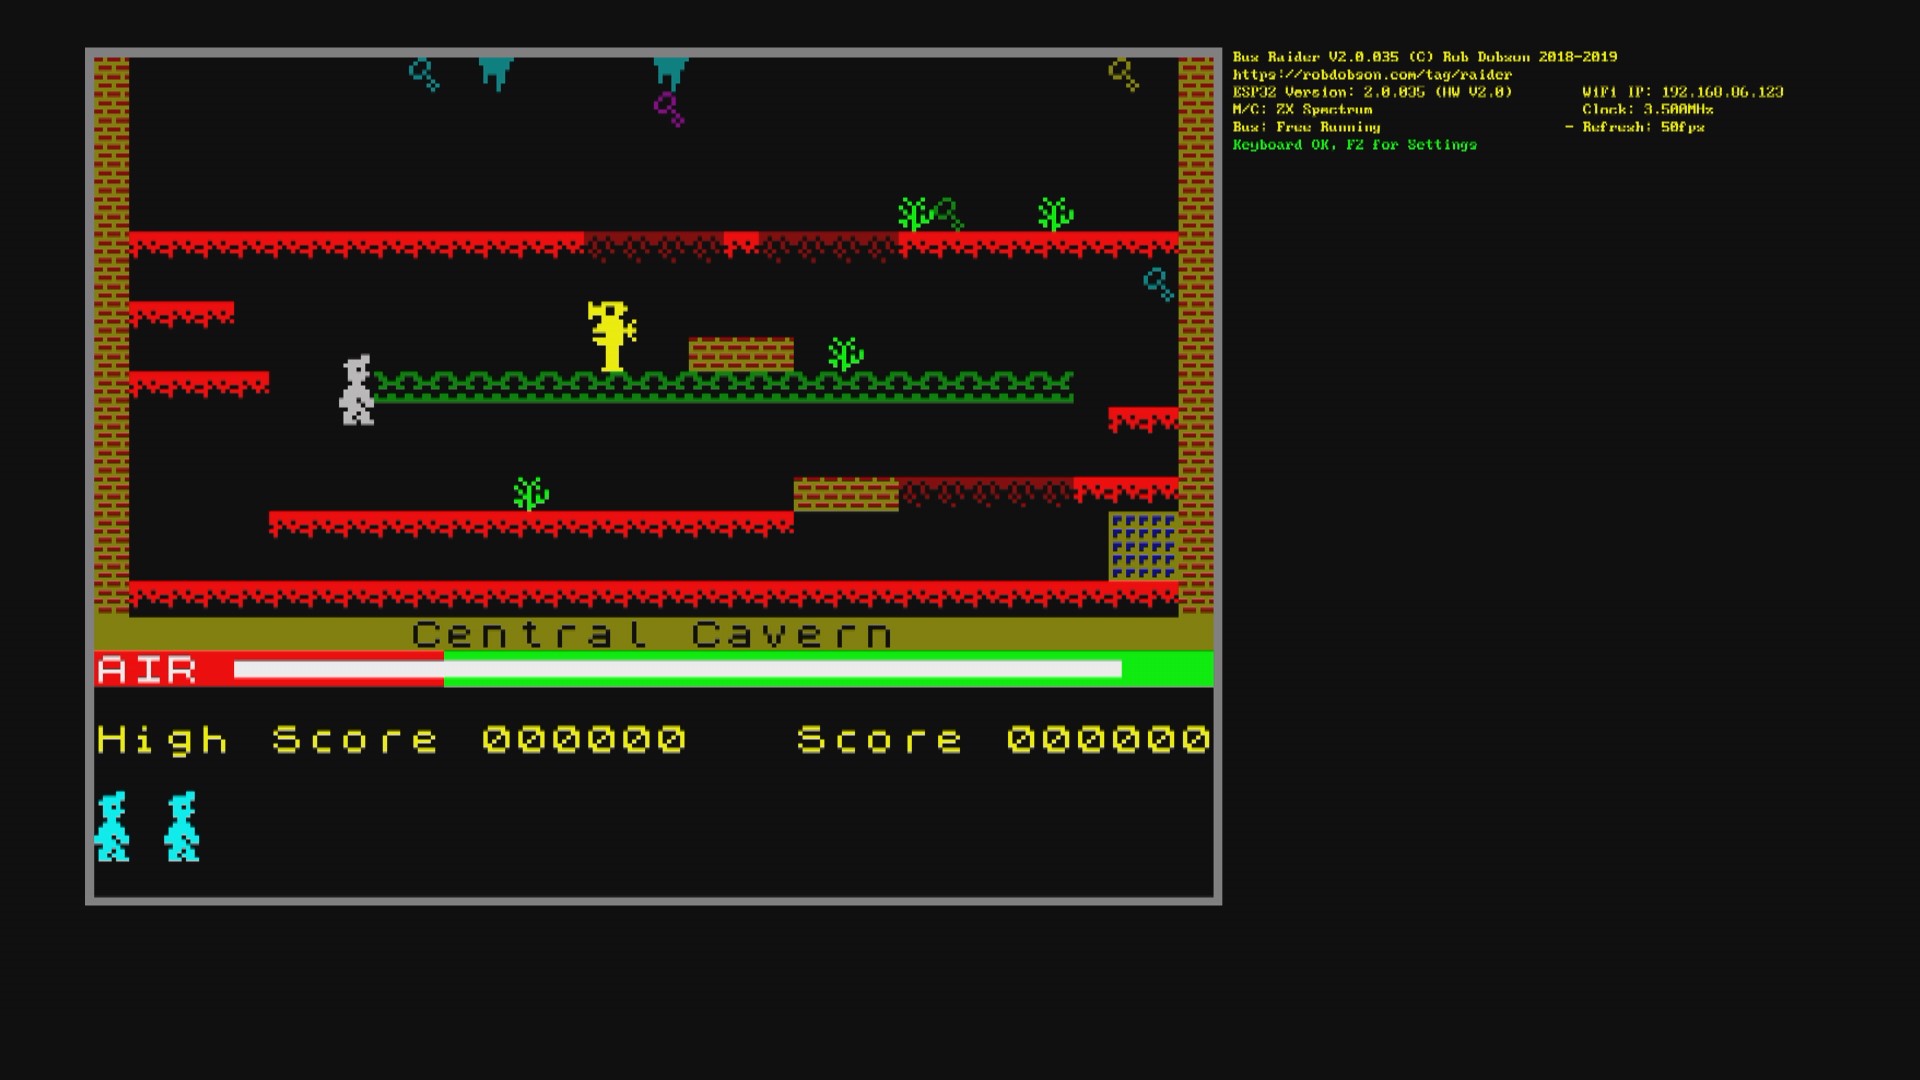 Bus Raider V2.0.035 (C) Rob Dobson 2018-2019
https://robdobson.com/tag/raider
ESP32 Version: 2.0.035 (HW V2.0) WiFi IP: 192.168.86.123
M/C: ZX Spectrum Clock: 3.500MHz
Bus: Free Running - Refresh: 50fps
Keyboard OK, F2 for Settings
Central Cavern
AIR
High Score 000000 Score 000000